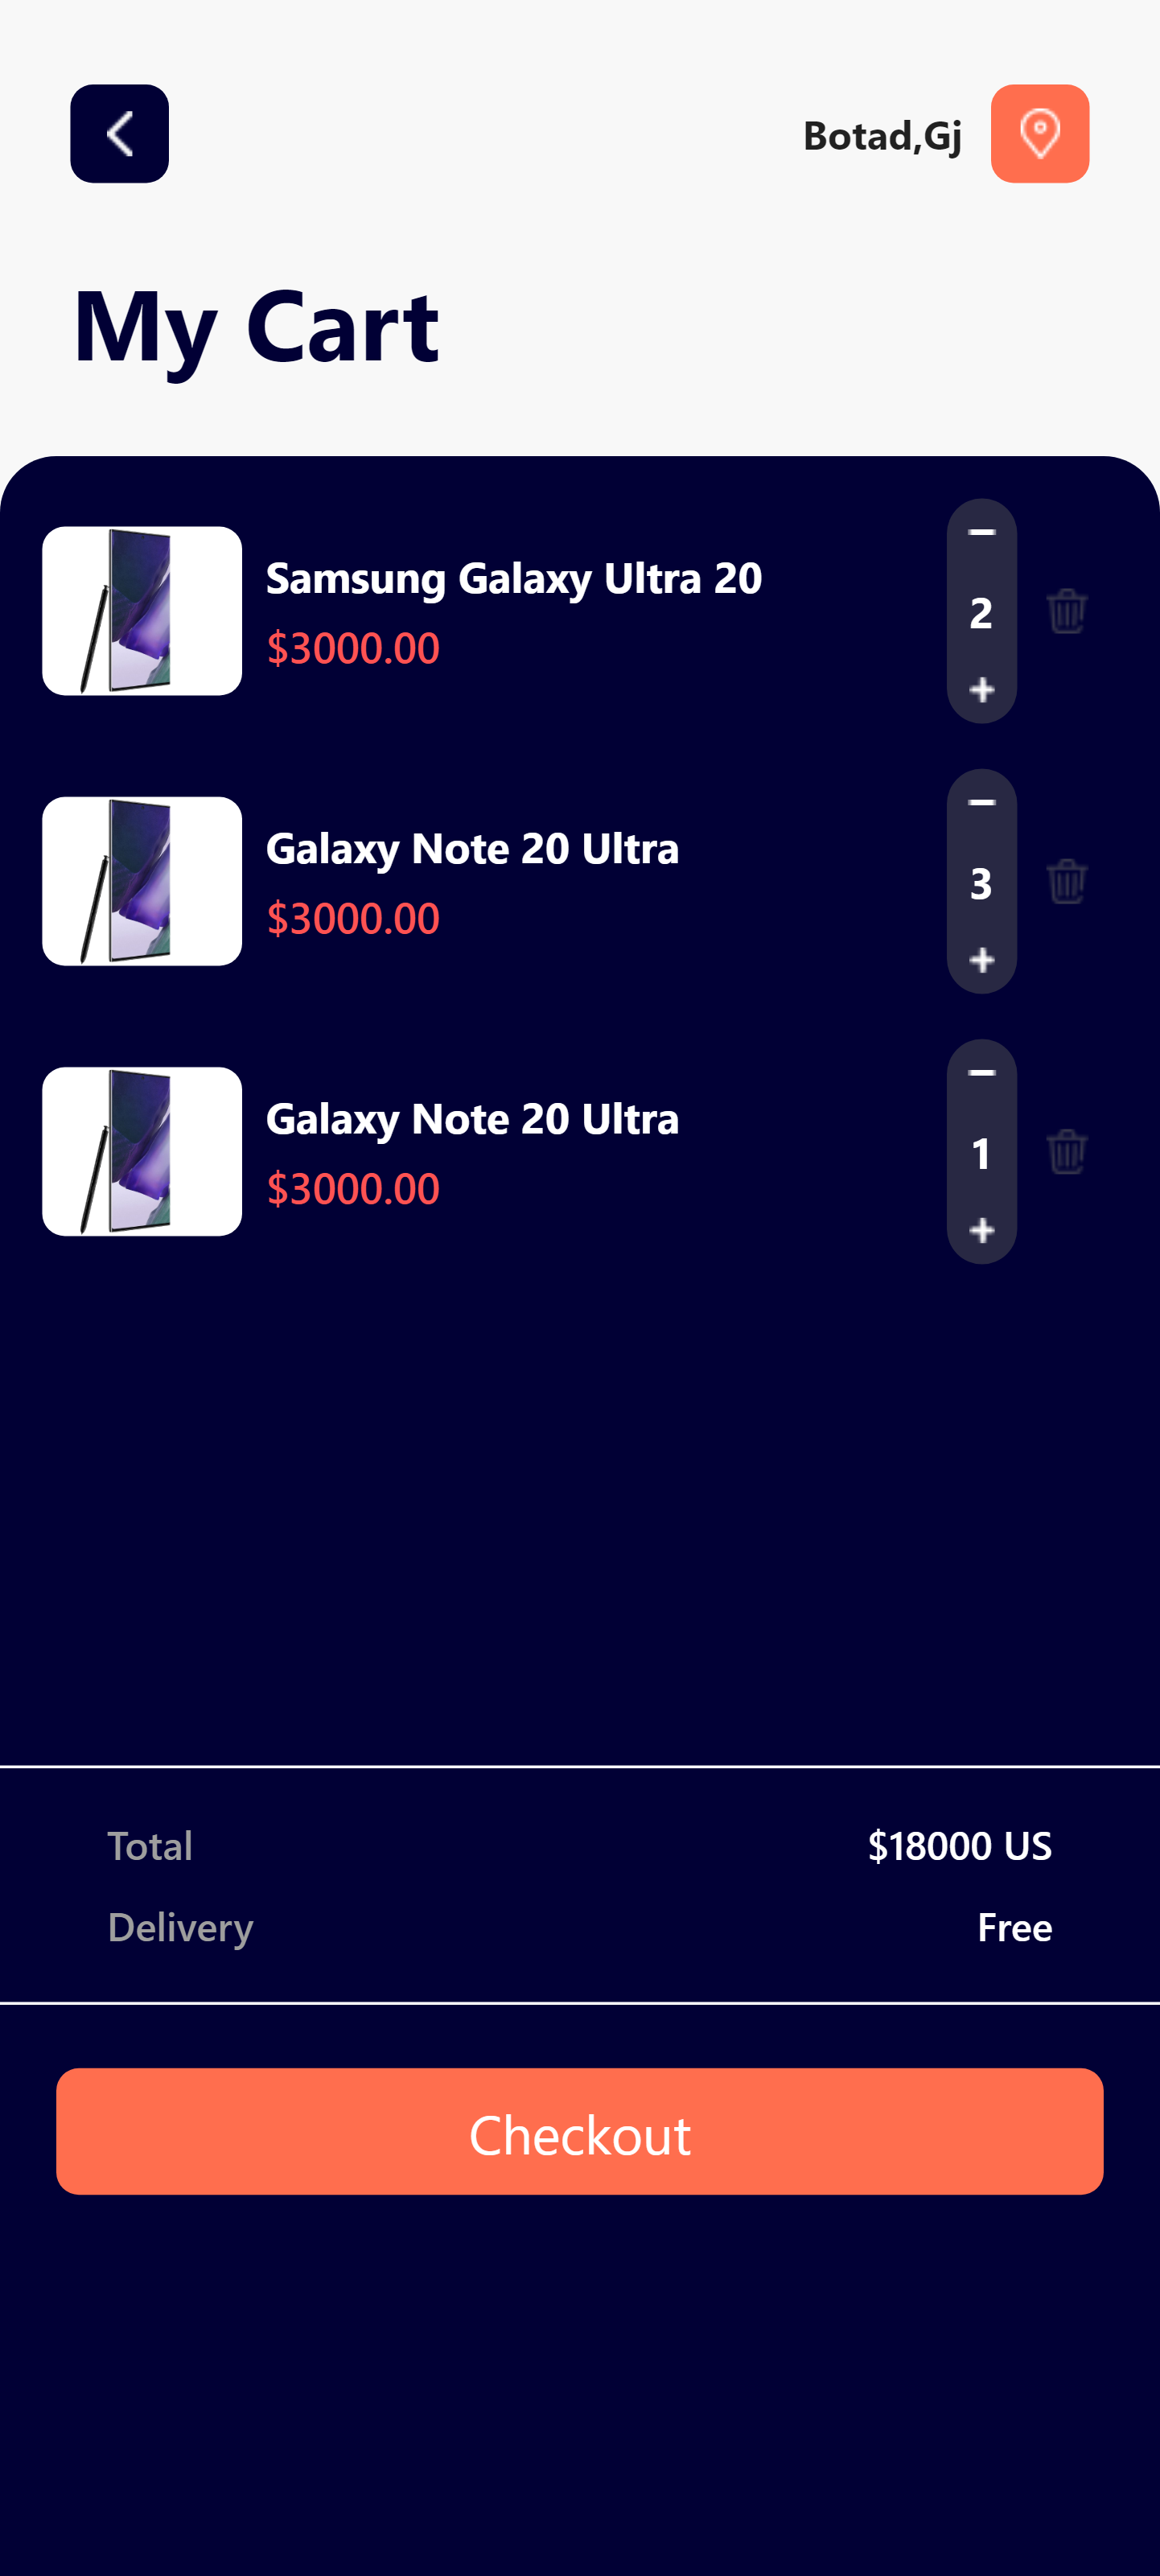 Botad,Gj
My Cart
Samsung Galaxy Ultra 20
$3000.00
2
Galaxy Note 20 Ultra
$3000.00
3
Galaxy Note 20 Ultra
$3000.00
1
Total $18000 US
Delivery Free
Checkout